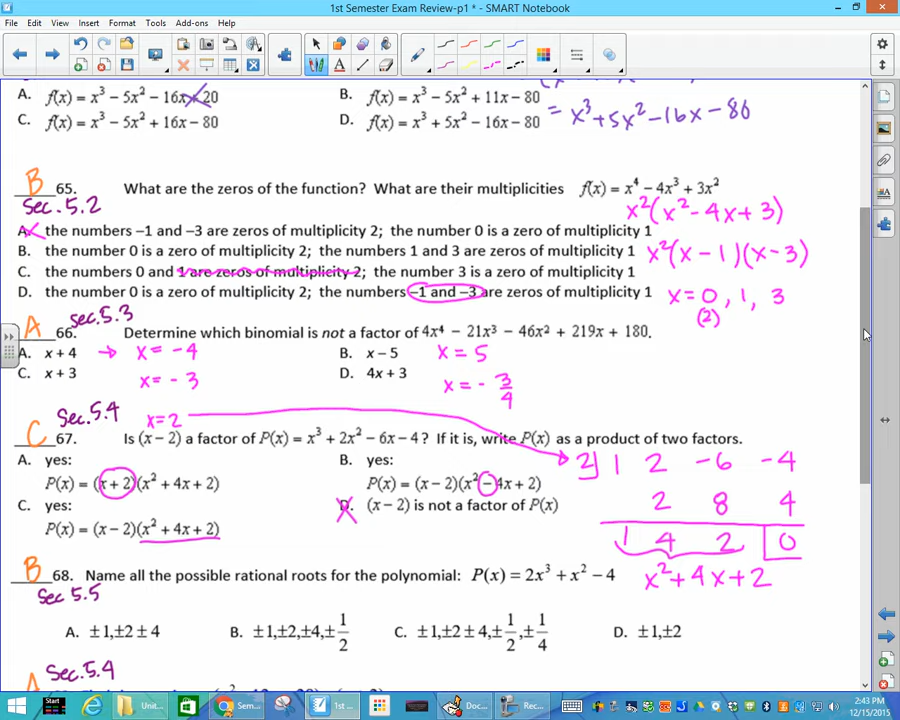 1st Semester Exam Review-p1 * - SMART Notebook
File Edit View Insert Format Tools Add-ons Help
A. f(x) = x³ − 5x² − 16x − 20 B. f(x) = x³ − 5x² + 11x − 80
= x³ + 5x² − 16x − 80
C. f(x) = x³ − 5x² + 16x − 80 D. f(x) = x³ + 5x² − 16x − 80
B 65. What are the zeros of the function? What are their multiplicities f(x) = x⁴ − 4x³ + 3x²
Sec. 5.2
x²(x² − 4x + 3)
A. the numbers −1 and −3 are zeros of multiplicity 2; the number 0 is a zero of multiplicity 1
B. the number 0 is a zero of multiplicity 2; the numbers 1 and 3 are zeros of multiplicity 1
x²(x − 1)(x − 3)
C. the numbers 0 and 1 are zeros of multiplicity 2; the number 3 is a zero of multiplicity 1
D. the number 0 is a zero of multiplicity 2; the numbers −1 and −3 are zeros of multiplicity 1
x = 0, 1, 3
(2)
Sec. 5.3
A 66. Determine which binomial is not a factor of 4x⁴ − 21x³ − 46x² + 219x + 180.
A. x + 4 → x = −4 B. x − 5 x = 5
C. x + 3 x = −3 D. 4x + 3 x = −3/4
Sec. 5.4 x = 2
C 67. Is (x − 2) a factor of P(x) = x³ + 2x² − 6x − 4? If it is, write P(x) as a product of two factors.
A. yes: B. yes:
2 1 2 −6 −4
P(x) = (x + 2)(x² + 4x + 2) P(x) = (x − 2)(x² − 4x + 2)
2 8 4
C. yes: D. (x − 2) is not a factor of P(x)
P(x) = (x − 2)(x² + 4x + 2)
1 4 2 0
B 68. Name all the possible rational roots for the polynomial: P(x) = 2x³ + x² − 4
x² + 4x + 2
Sec 5.5
A. ±1,±2 ±4 B. ±1,±2,±4,±1/2 C. ±1,±2 ±4,±1/2,±1/4 D. ±1,±2
Sec. 5.4
A
Start Unit... Sem... 1st ... Doc... Rec...
2:43 PM
12/15/2015